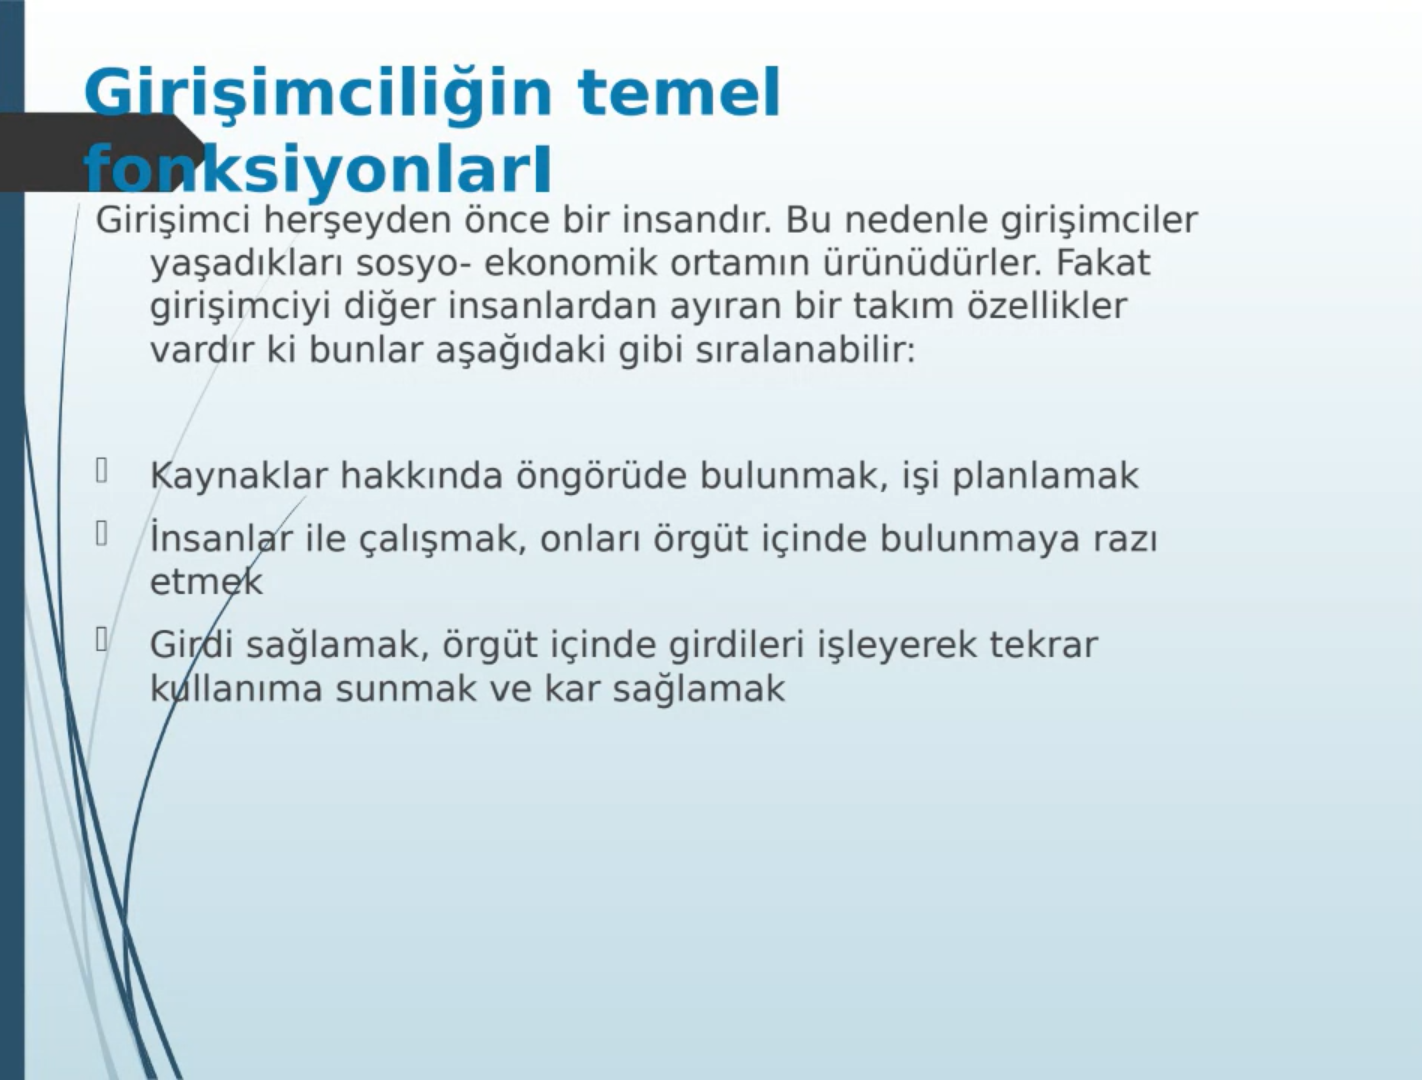 Girişimciliğin temel
fonksiyonlarI
Girişimci herşeyden önce bir insandır. Bu nedenle girişimciler
yaşadıkları sosyo- ekonomik ortamın ürünüdürler. Fakat
girişimciyi diğer insanlardan ayıran bir takım özellikler
vardır ki bunlar aşağıdaki gibi sıralanabilir:
Kaynaklar hakkında öngörüde bulunmak, işi planlamak
İnsanlar ile çalışmak, onları örgüt içinde bulunmaya razı
etmek
Girdi sağlamak, örgüt içinde girdileri işleyerek tekrar
kullanıma sunmak ve kar sağlamak